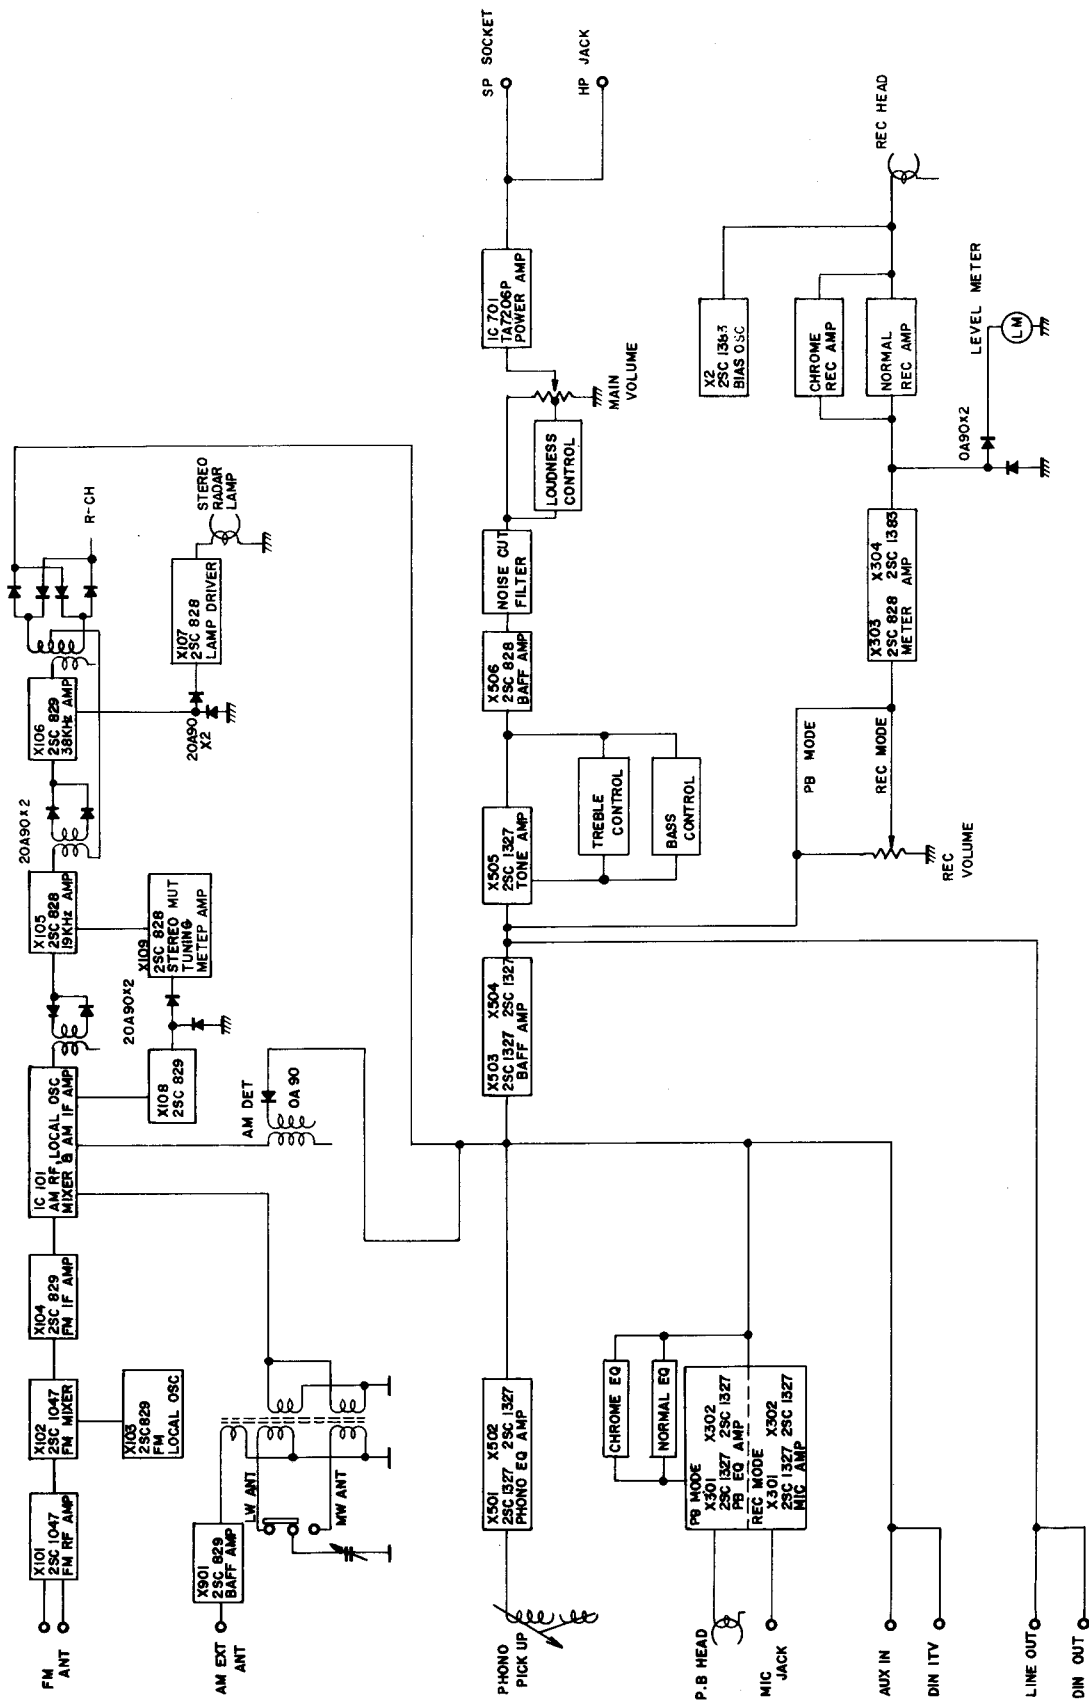 FM
ANT
X101
2SC 1047
FM RF AMP
X102
2SC 1047
FM MIXER
X103
2SC829
FM
LOCAL OSC
X104
2SC 829
FM IF AMP
IC 101
AM RF, LOCAL OSC
MIXER & AM IF AMP
X105
2SC 828
19KHz AMP
20A90X2
X106
2SC 829
38KHz AMP
R-CH
X108
2SC 829
20A90X2
X109
2SC 828
STEREO MUT
TUNING
METEP AMP
20A90
X2
X107
2SC 828
LAMP DRIVER
STEREO
RADAR
LAMP
AM EXT
ANT
X901
2SC 829
BAFF AMP
LW ANT
MW ANT
AM DET
0A90
PHONO
PICK UP
X501 X502
2SC 1327 2SC 1327
PHONO EQ AMP
X503 X504
2SC 1327 2SC 1327
BAFF AMP
X505
2SC 1327
TONE AMP
TREBLE
CONTROL
BASS
CONTROL
X506
2SC 828
BAFF AMP
NOISE CUT
FILTER
LOUDNESS
CONTROL
MAIN
VOLUME
IC 701
TA7206P
POWER AMP
SP SOCKET
HP JACK
P.B HEAD
MIC
JACK
CHROME EQ
NORMAL EQ
PB MODE
X301 X302
2SC 1327 2SC 1327
PB EQ AMP
REC MODE
X301 X302
2SC 1327 2SC 1327
MIC AMP
PB MODE
REC MODE
REC
VOLUME
X303 X304
2SC 828 2SC 1383
METER AMP
0A90X2
LEVEL METER
LM
X2
2SC 1383
BIAS OSC
CHROME
REC AMP
NORMAL
REC AMP
REC HEAD
AUX IN
DIN ITV
LINE OUT
DIN OUT